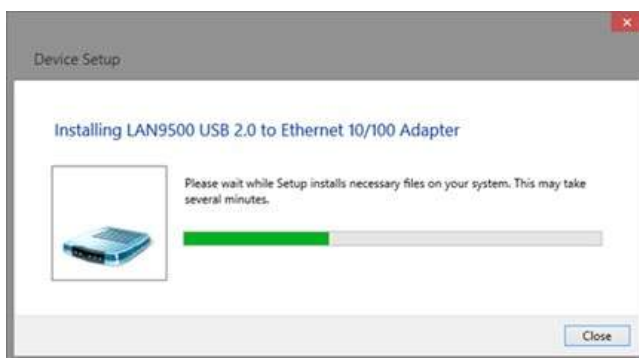 Device Setup
Installing LAN9500 USB 2.0 to Ethernet 10/100 Adapter
Please wait while Setup installs necessary files on your system. This may take
several minutes.
Close